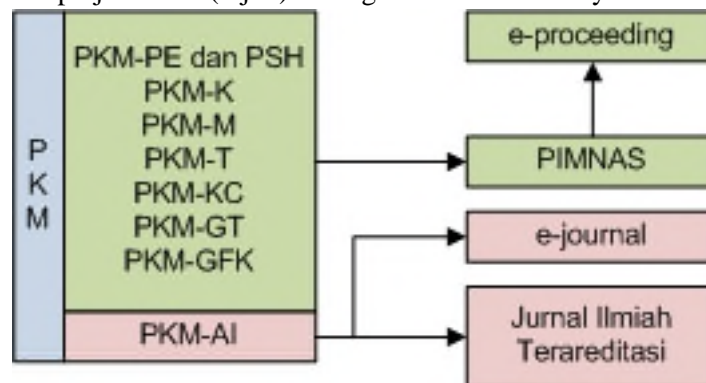 PKM
PKM-PE dan PSH
PKM-K
PKM-M
PKM-T
PKM-KC
PKM-GT
PKM-GFK
PKM-AI
e-proceeding
PIMNAS
e-journal
Jurnal Ilmiah
Terareditasi